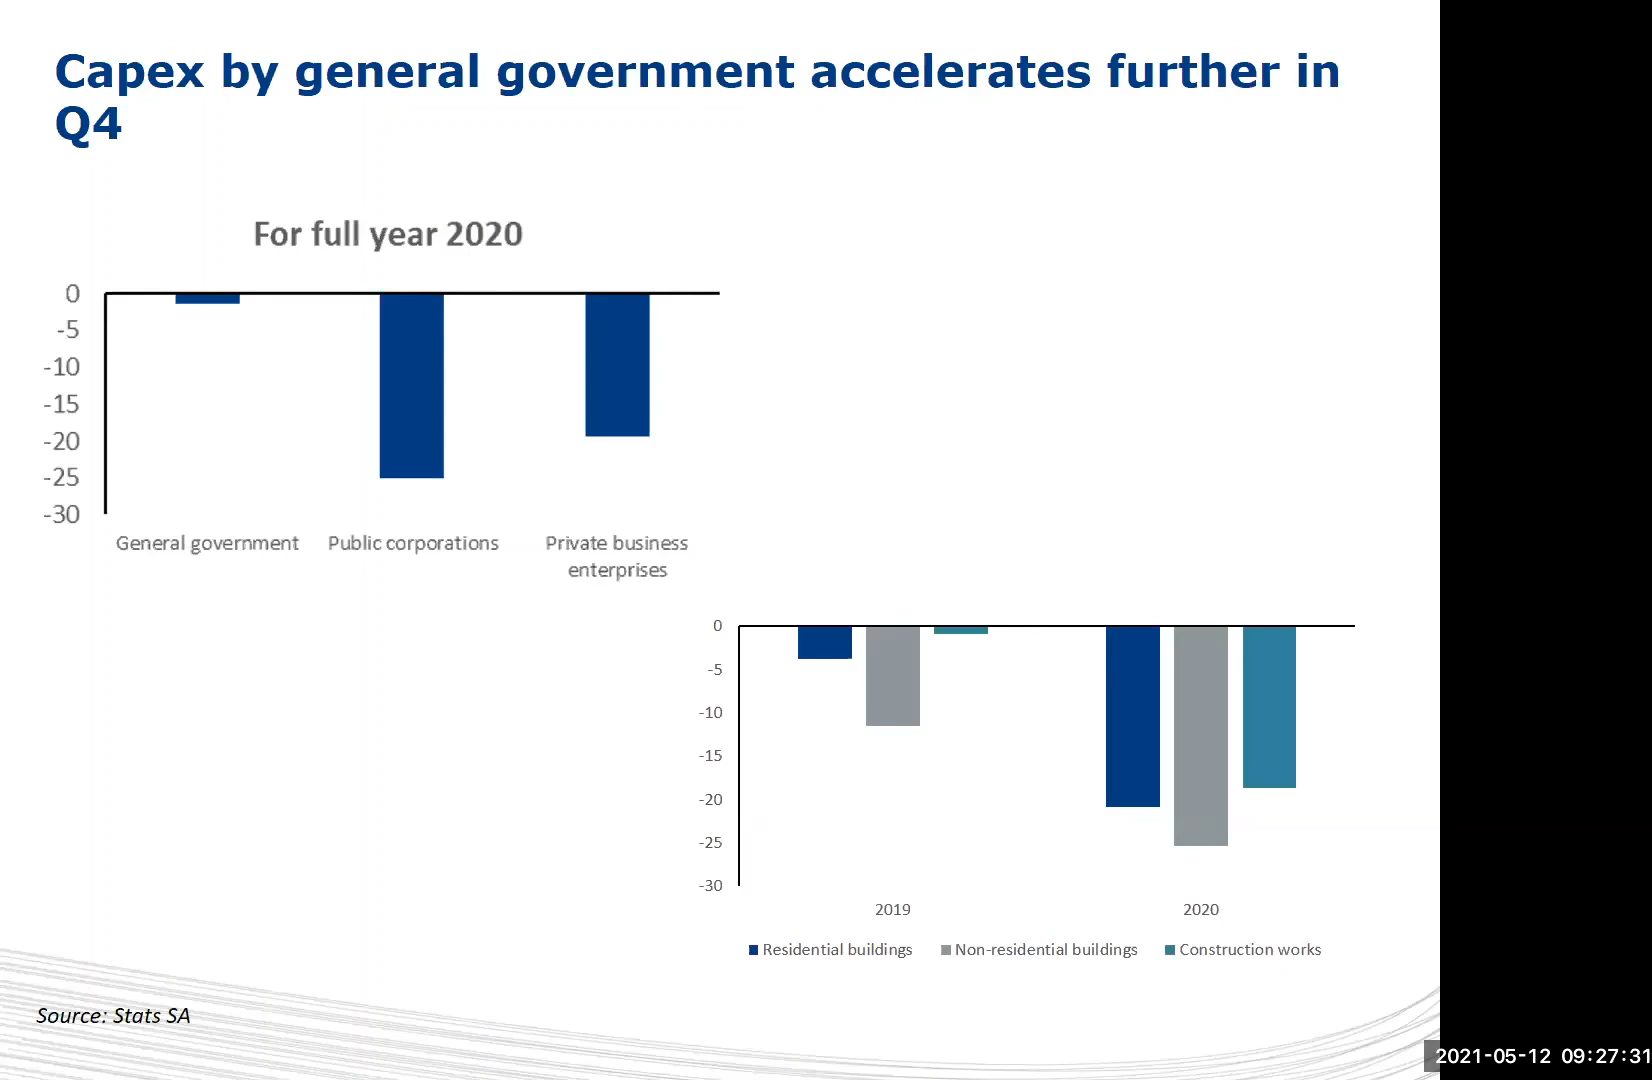 Capex by general government accelerates further in
Q4
For full year 2020
0
-5
-10
-15
-20
-25
-30
General government
Public corporations
Private business
enterprises
0
-5
-10
-15
-20
-25
-30
2019
2020
Residential buildings
Non-residential buildings
Construction works
Source: Stats SA
2021-05-12 09:27:31